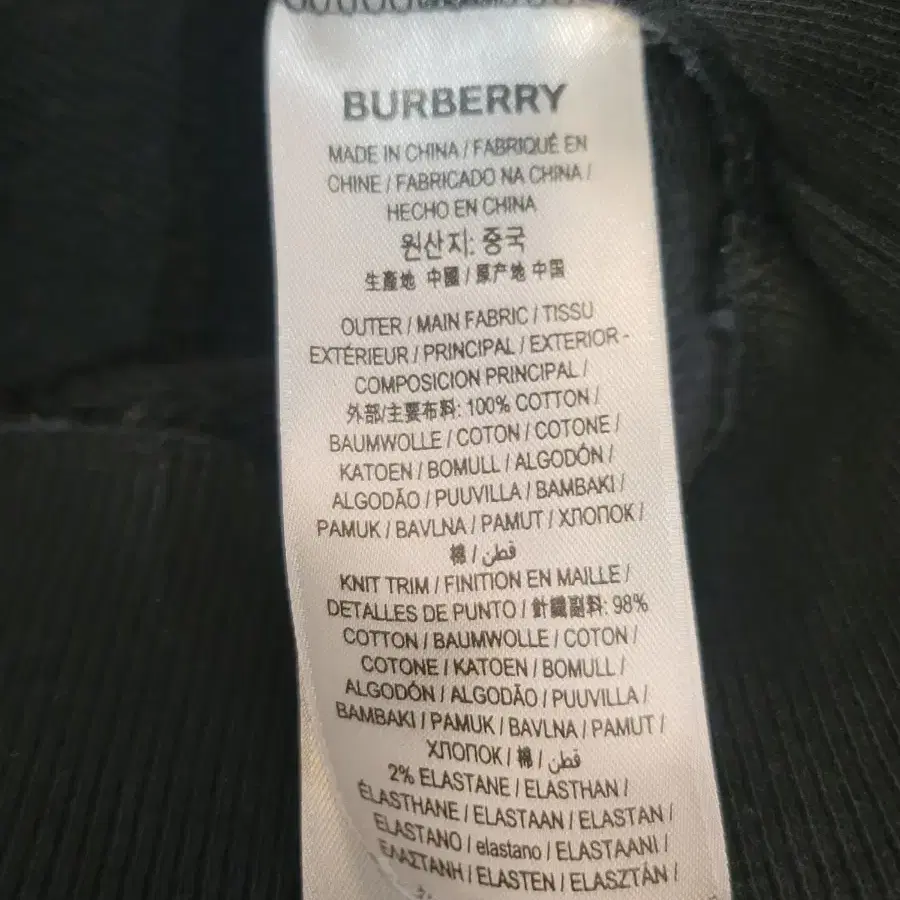 BURBERRY
MADE IN CHINA / FABRIQUÉ EN
CHINE / FABRICADO NA CHINA /
HECHO EN CHINA
원산지: 중국
生產地 中國 / 原产地 中国
OUTER / MAIN FABRIC / TISSU
EXTÉRIEUR / PRINCIPAL / EXTERIOR -
COMPOSICION PRINCIPAL /
外部/主要布料: 100% COTTON /
BAUMWOLLE / COTON / COTONE /
KATOEN / BOMULL / ALGODÓN /
ALGODÃO / PUUVILLA / BAMBAKI /
PAMUK / BAVLNA / PAMUT / ХЛОПОК /
棉 / قطن
KNIT TRIM / FINITION EN MAILLE /
DETALLES DE PUNTO / 針織副料: 98%
COTTON / BAUMWOLLE / COTON /
COTONE / KATOEN / BOMULL /
ALGODÓN / ALGODÃO / PUUVILLA /
BAMBAKI / PAMUK / BAVLNA / PAMUT /
ХЛОПОК / 棉 / قطن
2% ELASTANE / ELASTHAN /
ÉLASTHANE / ELASTAAN / ELASTAN /
ELASTANO / elastano / ELASTAANI /
ΕΛΑΣΤΑΝΗ / ELASTEN / ELASZTÁN /